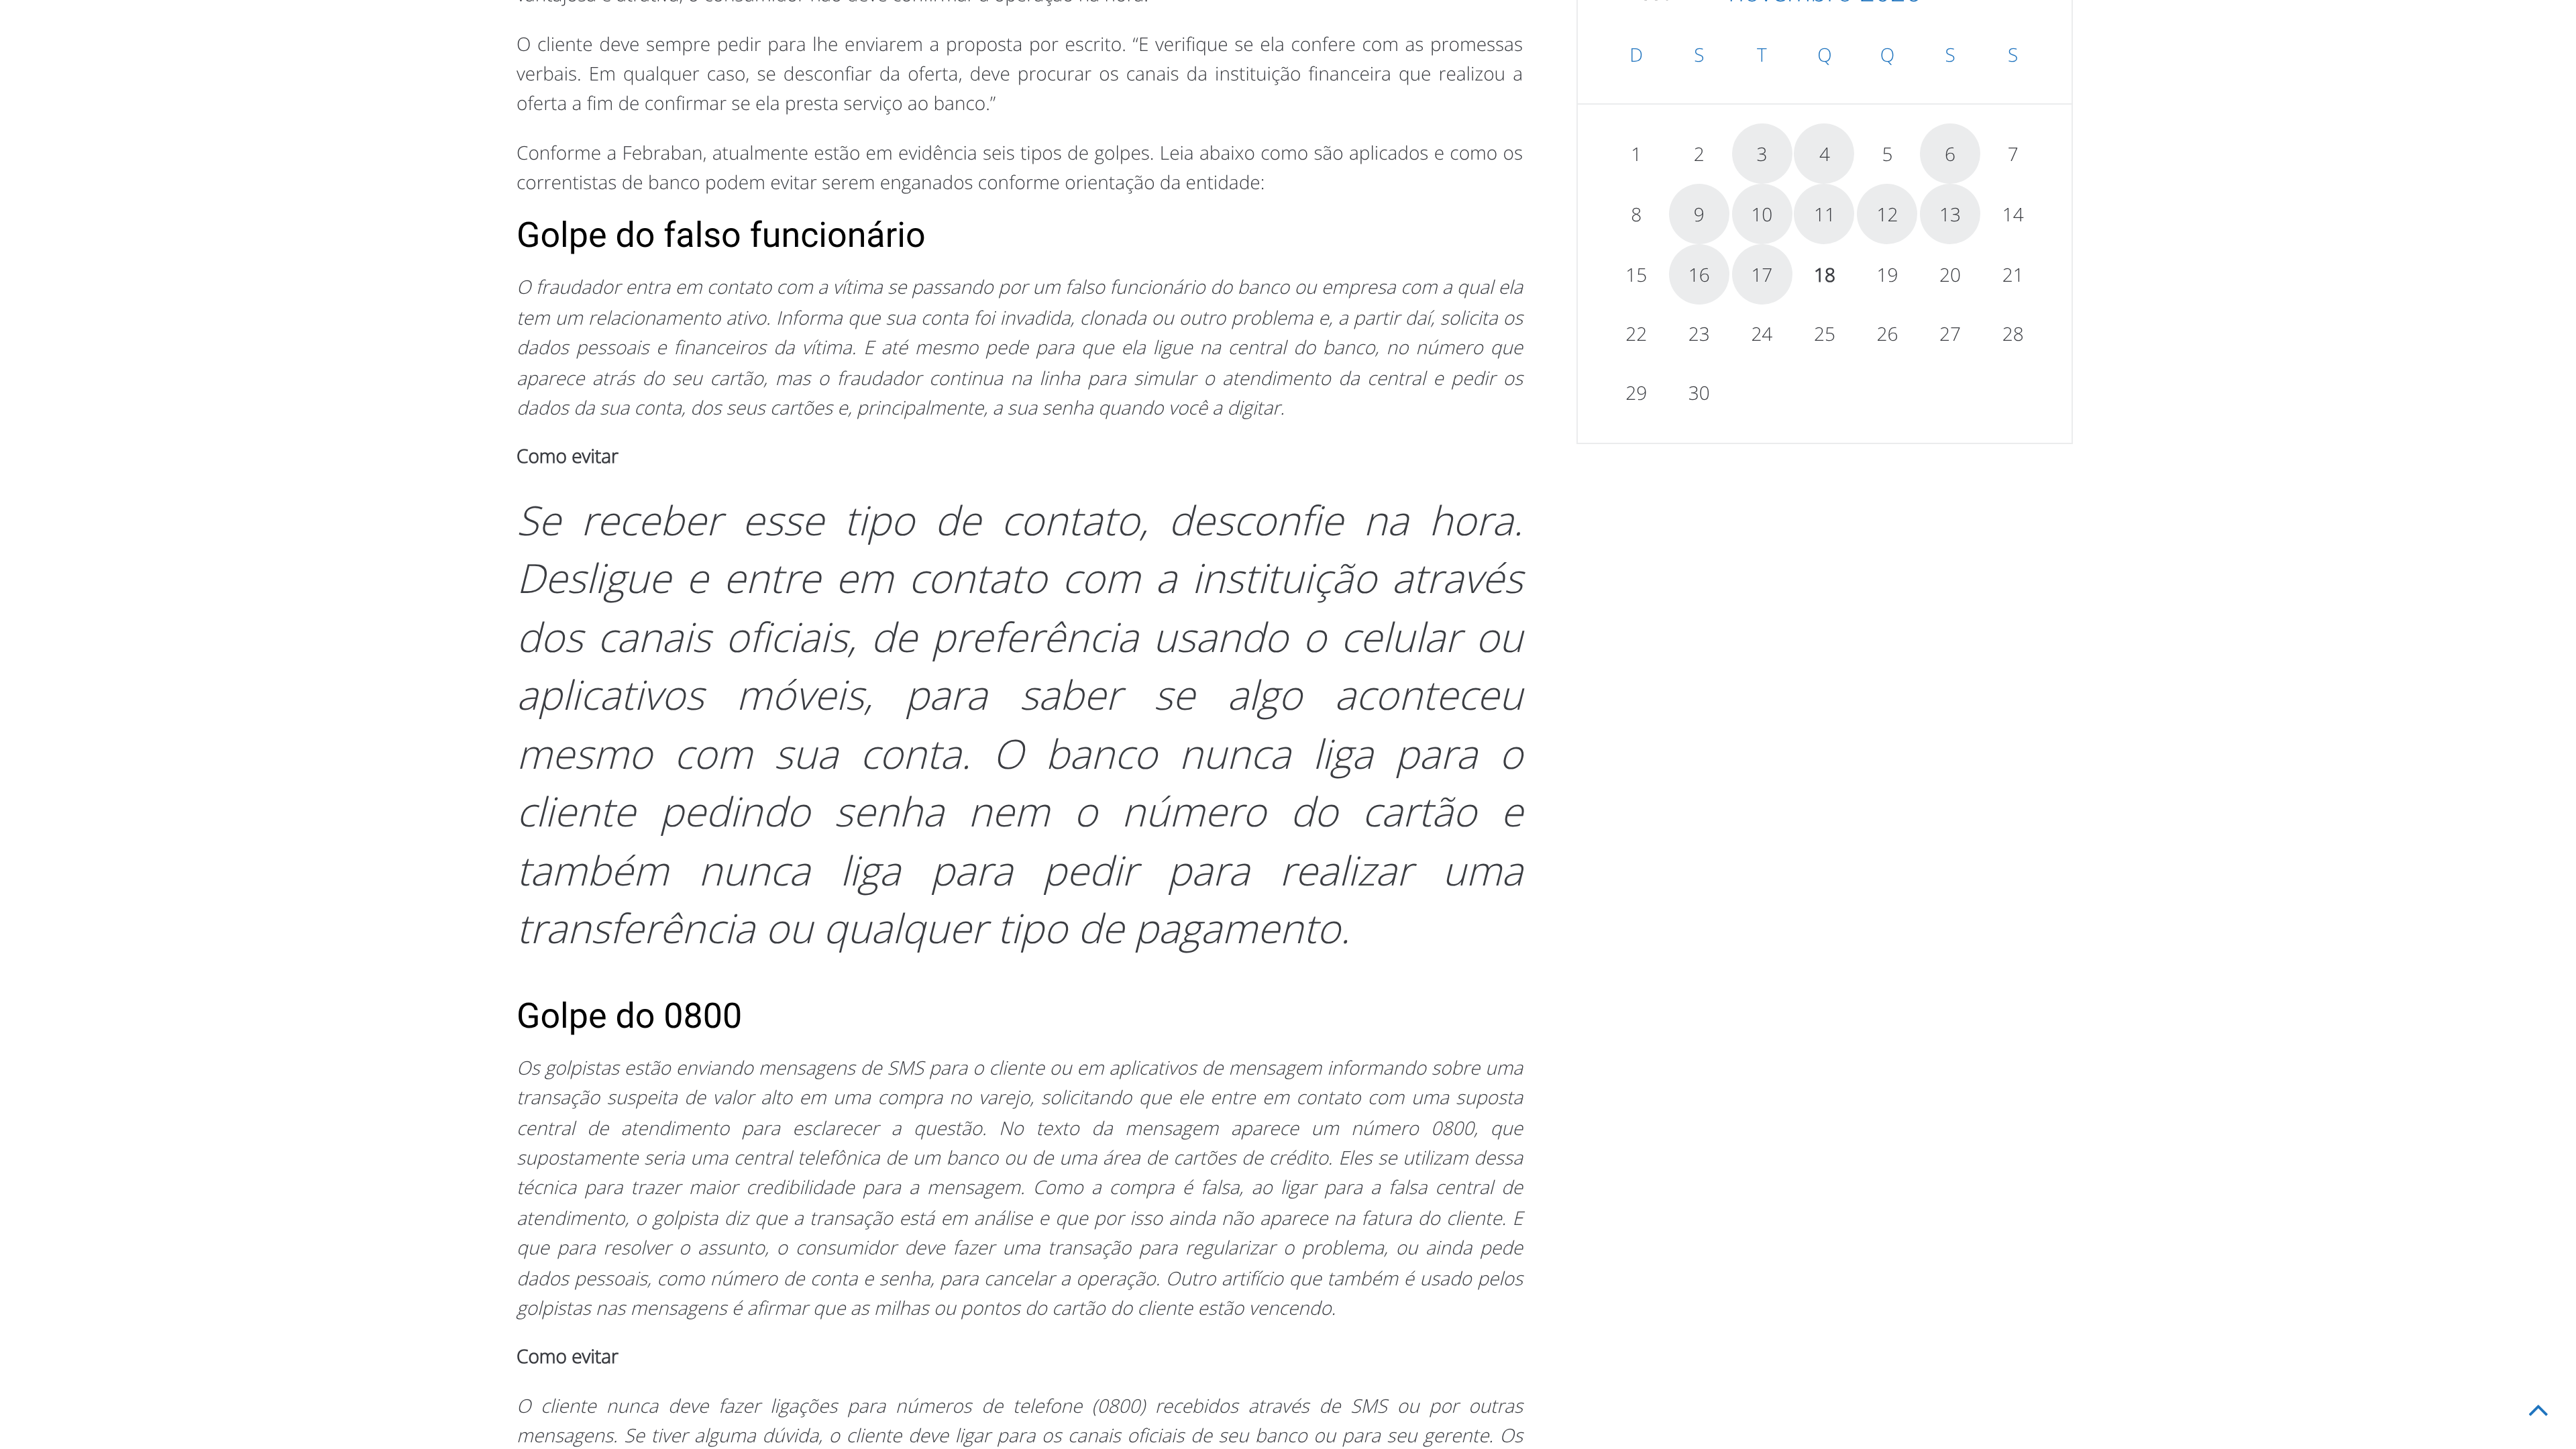 O cliente deve sempre pedir para lhe enviarem a proposta por escrito. “E verifique se ela confere com as promessas
verbais. Em qualquer caso, se desconfiar da oferta, deve procurar os canais da instituição financeira que realizou a
oferta a fim de confirmar se ela presta serviço ao banco.”
Conforme a Febraban, atualmente estão em evidência seis tipos de golpes. Leia abaixo como são aplicados e como os
correntistas de banco podem evitar serem enganados conforme orientação da entidade:
Golpe do falso funcionário
O fraudador entra em contato com a vítima se passando por um falso funcionário do banco ou empresa com a qual ela
tem um relacionamento ativo. Informa que sua conta foi invadida, clonada ou outro problema e, a partir daí, solicita os
dados pessoais e financeiros da vítima. E até mesmo pede para que ela ligue na central do banco, no número que
aparece atrás do seu cartão, mas o fraudador continua na linha para simular o atendimento da central e pedir os
dados da sua conta, dos seus cartões e, principalmente, a sua senha quando você a digitar.
Como evitar
Se receber esse tipo de contato, desconfie na hora.
Desligue e entre em contato com a instituição através
dos canais oficiais, de preferência usando o celular ou
aplicativos móveis, para saber se algo aconteceu
mesmo com sua conta. O banco nunca liga para o
cliente pedindo senha nem o número do cartão e
também nunca liga para pedir para realizar uma
transferência ou qualquer tipo de pagamento.
Golpe do 0800
Os golpistas estão enviando mensagens de SMS para o cliente ou em aplicativos de mensagem informando sobre uma
transação suspeita de valor alto em uma compra no varejo, solicitando que ele entre em contato com uma suposta
central de atendimento para esclarecer a questão. No texto da mensagem aparece um número 0800, que
supostamente seria uma central telefônica de um banco ou de uma área de cartões de crédito. Eles se utilizam dessa
técnica para trazer maior credibilidade para a mensagem. Como a compra é falsa, ao ligar para a falsa central de
atendimento, o golpista diz que a transação está em análise e que por isso ainda não aparece na fatura do cliente. E
que para resolver o assunto, o consumidor deve fazer uma transação para regularizar o problema, ou ainda pede
dados pessoais, como número de conta e senha, para cancelar a operação. Outro artifício que também é usado pelos
golpistas nas mensagens é afirmar que as milhas ou pontos do cartão do cliente estão vencendo.
Como evitar
O cliente nunca deve fazer ligações para números de telefone (0800) recebidos através de SMS ou por outras
mensagens. Se tiver alguma dúvida, o cliente deve ligar para os canais oficiais de seu banco ou para seu gerente. Os
D S T Q Q S S
1 2 3 4 5 6 7
8 9 10 11 12 13 14
15 16 17 18 19 20 21
22 23 24 25 26 27 28
29 30